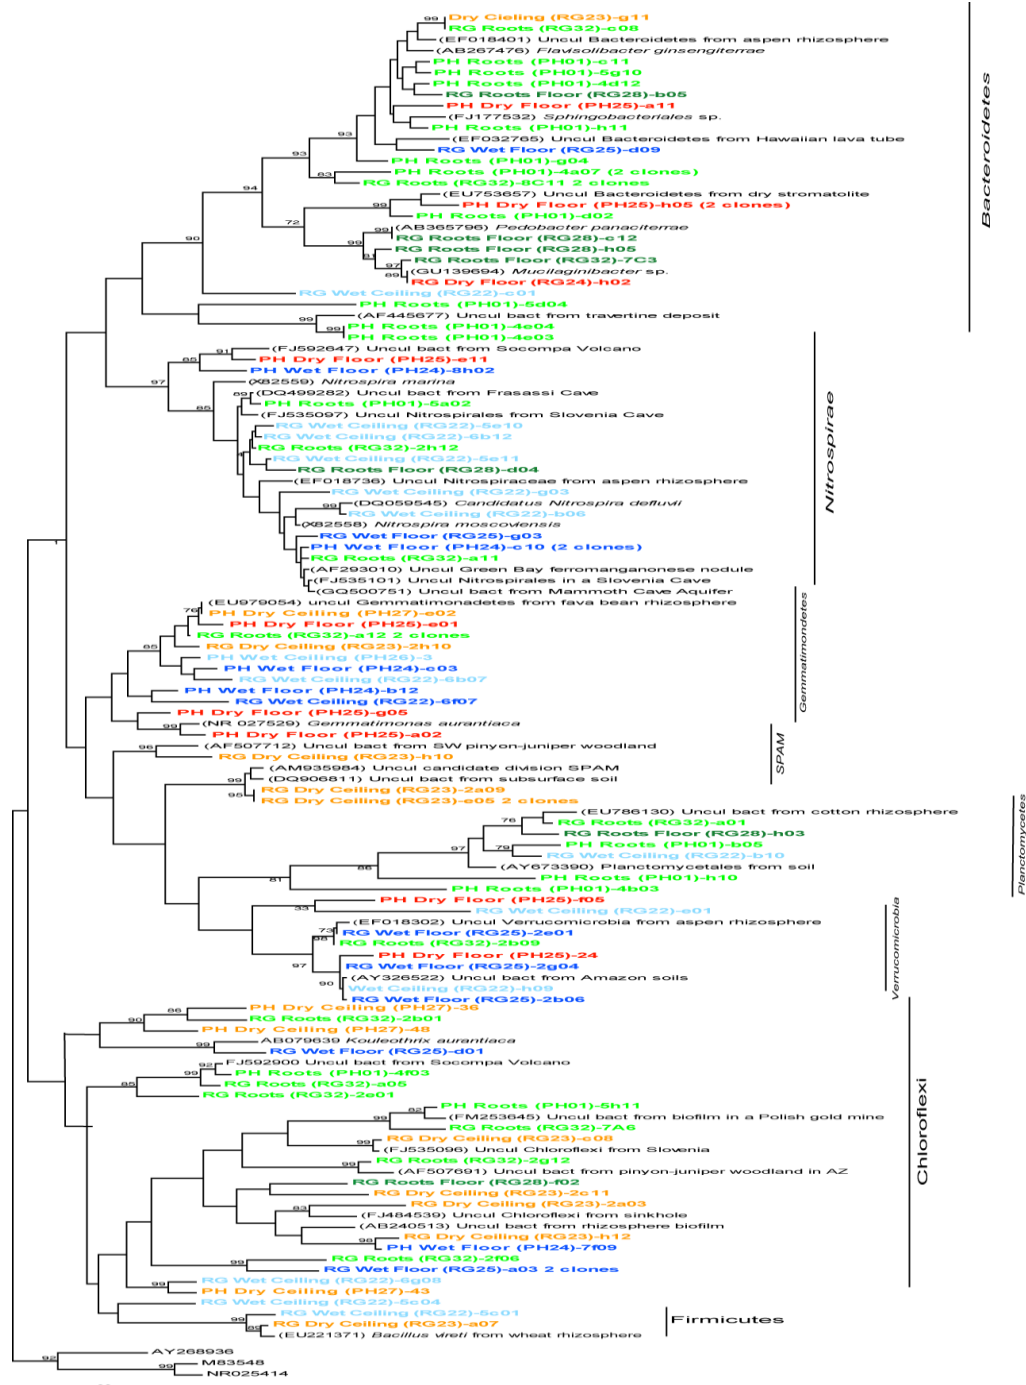 Dry Cieling (RG23)-g11
99
RG Roots (RG32)-c08
(EF018401) Uncul Bacteroidetes from aspen rhizosphere
(AB267476) Flavisolibacter ginsengiterrae
PH Roots (PH01)-c11
PH Roots (PH01)-5g10
PH Roots (PH01)-4d12
RG Roots Floor (RG28)-b05
PH Dry Floor (PH25)-a11
(FJ177532) Sphingobacteriales sp.
PH Roots (PH01)-h11
93
(EF032765) Uncul Bacteroidetes from Hawaiian lava tube
RG Wet Floor (RG25)-d09
93
PH Roots (PH01)-g04
PH Roots (PH01)-4a07 (2 clones)
83
RG Roots (RG32)-8C11 2 clones
94
(EU753657) Uncul Bacteroidetes from dry stromatolite
99
PH Dry Floor (PH25)-h05 (2 clones)
PH Roots (PH01)-d02
72
(AB365796) Pedobacter panaciterrae
99
RG Roots Floor (RG28)-c12
90
99
RG Roots Floor (RG28)-h05
81
RG Roots Floor (RG32)-7C3
97
(GU139694) Mucilaginibacter sp.
89
RG Dry Floor (RG24)-h02
RG Wet Ceiling (RG22)-c01
PH Roots (PH01)-5d04
(AF445677) Uncul bact from travertine deposit
99
PH Roots (PH01)-4e04
99
PH Roots (PH01)-4e03
Bacteroidetes
(FJ592647) Uncul bact from Socompa Volcano
91
PH Dry Floor (PH25)-e11
85
PH Wet Floor (PH24)-8h02
97
(X82559) Nitrospira marina
(DQ499282) Uncul bact from Frasassi Cave
89
PH Roots (PH01)-5a02
85
(FJ535097) Uncul Nitrospirales from Slovenia Cave
RG Wet Ceiling (RG22)-5e10
RG Wet Ceiling (RG22)-6b12
RG Roots (RG32)-2h12
RG Wet Ceiling (RG22)-5e11
RG Roots Floor (RG28)-d04
(EF018736) Uncul Nitrospiraceae from aspen rhizosphere
RG Wet Ceiling (RG22)-g03
(DQ059545) Candidatus Nitrospira defluvii
99
RG Wet Ceiling (RG22)-b06
(X82558) Nitrospira moscoviensis
RG Wet Floor (RG25)-g03
PH Wet Floor (PH24)-c10 (2 clones)
RG Roots (RG32)-a11
(AF293010) Uncul Green Bay ferromanganonese nodule
(FJ535101) Uncul Nitrospirales in a Slovenia Cave
(GQ500751) Uncul bact from Mammoth Cave Aquifer
Nitrospirae
(EU979054) uncul Gemmatimonadetes from fava bean rhizosphere
76
PH Dry Ceiling (PH27)-e02
PH Dry Floor (PH25)-e01
RG Roots (RG32)-a12 2 clones
85
RG Dry Ceiling (RG23)-2h10
PH Wet Ceiling (PH26)-3
PH Wet Floor (PH24)-c03
RG Wet Ceiling (RG22)-6b07
PH Wet Floor (PH24)-b12
RG Wet Ceiling (RG22)-6f07
PH Dry Floor (PH25)-g05
(NR 027529) Gemmatimonas aurantiaca
99
PH Dry Floor (PH25)-a02
Gemmatimondetes
(AF507712) Uncul bact from SW pinyon-juniper woodland
96
RG Dry Ceiling (RG23)-h10
(AM935984) Uncul candidate division SPAM
(DQ906811) Uncul bact from subsurface soil
99
RG Dry Ceiling (RG23)-2a09
95
RG Dry Ceiling (RG23)-e05 2 clones
SPAM
(EU786130) Uncul bact from cotton rhizosphere
76
RG Roots (RG32)-a01
RG Roots Floor (RG28)-h03
97
79
PH Roots (PH01)-b05
RG Wet Ceiling (RG22)-b10
86
(AY673390) Planctomycetales from soil
81
PH Roots (PH01)-h10
PH Roots (PH01)-4b03
Planctomycetes
PH Dry Floor (PH25)-f05
33
RG Wet Ceiling (RG22)-e01
(EF018302) Uncul Verrucomicrobia from aspen rhizosphere
73
RG Wet Floor (RG25)-2e01
98
RG Roots (RG32)-2b09
PH Dry Floor (PH25)-24
97
RG Wet Floor (RG25)-2g04
(AY326522) Uncul bact from Amazon soils
90
Wet Ceiling (RG22)-h09
RG Wet Floor (RG25)-2b06
Verrucomicrobia
PH Dry Ceiling (PH27)-36
86
90
RG Roots (RG32)-2b01
PH Dry Ceiling (PH27)-48
AB079639 Kouleothrix aurantiaca
99
RG Wet Floor (RG25)-d01
FJ592900 Uncul bact from Socompa Volcano
92
99
PH Roots (PH01)-4f03
85
RG Roots (RG32)-a05
RG Roots (RG32)-2e01
PH Roots (PH01)-5h11
82
99
(FM253645) Uncul bact from biofilm in a Polish gold mine
RG Roots (RG32)-7A6
RG Dry Ceiling (RG23)-c08
99
(FJ535096) Uncul Chloroflexi from Slovenia
RG Roots (RG32)-2g12
99
(AF507691) Uncul bact from pinyon-juniper woodland in AZ
RG Roots Floor (RG28)-f02
RG Dry Ceiling (RG23)-2c11
RG Dry Ceiling (RG23)-2a03
83
(FJ484539) Uncul Chloroflexi from sinkhole
(AB240513) Uncul bact from rhizosphere biofilm
RG Dry Ceiling (RG23)-h12
98
PH Wet Floor (PH24)-7f09
RG Roots (RG32)-2f06
99
RG Wet Floor (RG25)-a03 2 clones
RG Wet Ceiling (RG22)-6g08
99
PH Dry Ceiling (PH27)-43
Chloroflexi
RG Wet Ceiling (RG22)-5c04
RG Wet Ceiling (RG22)-5c01
99
RG Dry Ceiling (RG23)-a07
89
(EU221371) Bacillus vireti from wheat rhizosphere
Firmicutes
AY268936
92
M83548
99
NR025414